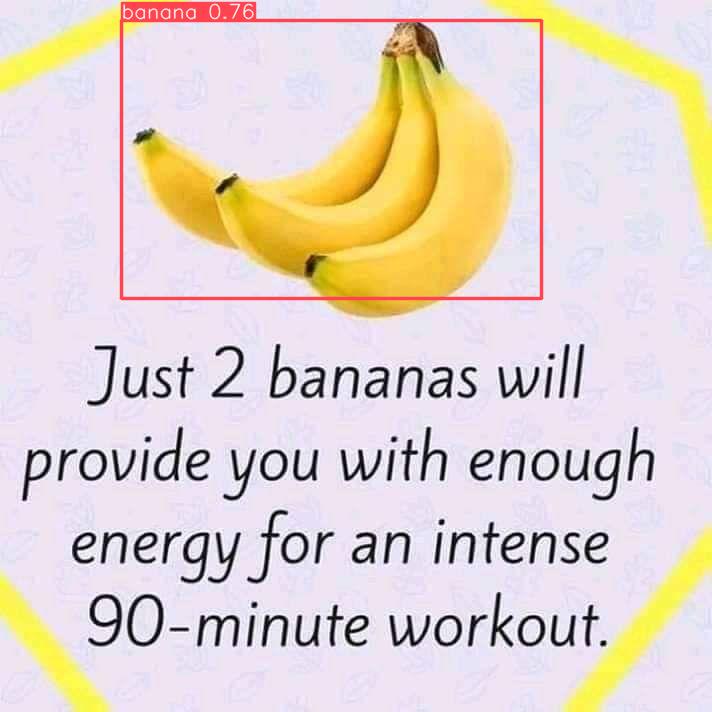 banana 0.76
Just 2 bananas will
provide you with enough
energy for an intense
90-minute workout.